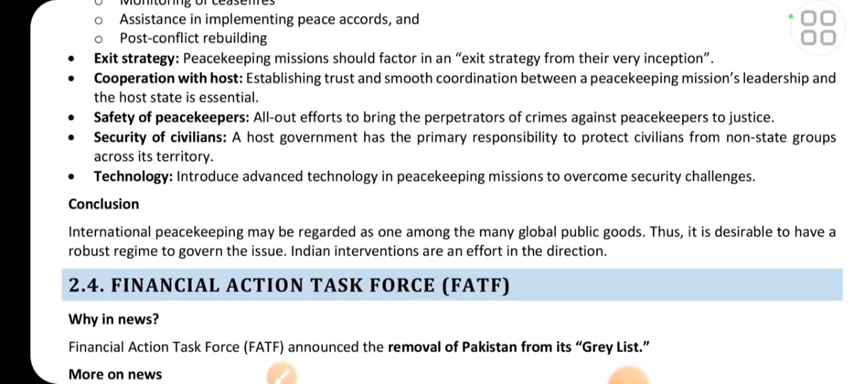 o Monitoring of ceasefires
o Assistance in implementing peace accords, and
o Post-conflict rebuilding
• Exit strategy: Peacekeeping missions should factor in an “exit strategy from their very inception”.
• Cooperation with host: Establishing trust and smooth coordination between a peacekeeping mission’s leadership and
the host state is essential.
• Safety of peacekeepers: All-out efforts to bring the perpetrators of crimes against peacekeepers to justice.
• Security of civilians: A host government has the primary responsibility to protect civilians from non-state groups
across its territory.
• Technology: Introduce advanced technology in peacekeeping missions to overcome security challenges.
Conclusion
International peacekeeping may be regarded as one among the many global public goods. Thus, it is desirable to have a
robust regime to govern the issue. Indian interventions are an effort in the direction.
2.4. FINANCIAL ACTION TASK FORCE (FATF)
Why in news?
Financial Action Task Force (FATF) announced the removal of Pakistan from its “Grey List.”
More on news